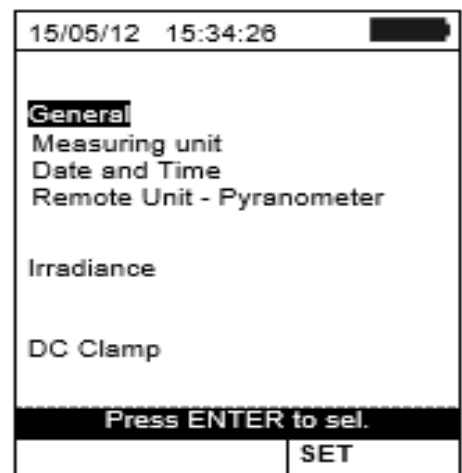 15/05/12 15:34:26
General
Measuring unit
Date and Time
Remote Unit - Pyranometer
Irradiance
DC Clamp
Press ENTER to sel.
SET